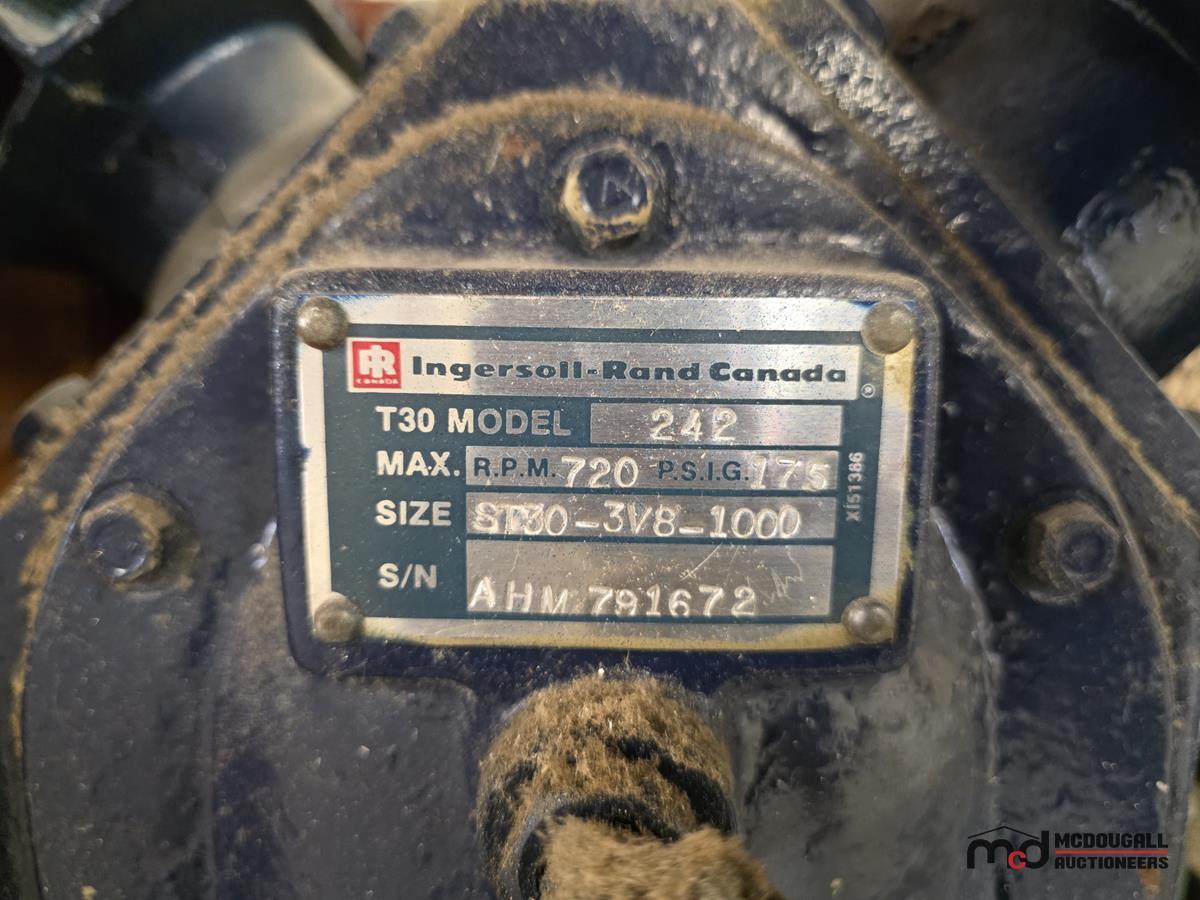 IR CANADA Ingersoll-Rand Canada ®
T30 MODEL 242
MAX. R.P.M. 720 P.S.I.G. 175
SIZE ST30-3V8-1000
S/N AHM 791672
X151386
mcd MCDOUGALL
AUCTIONEERS